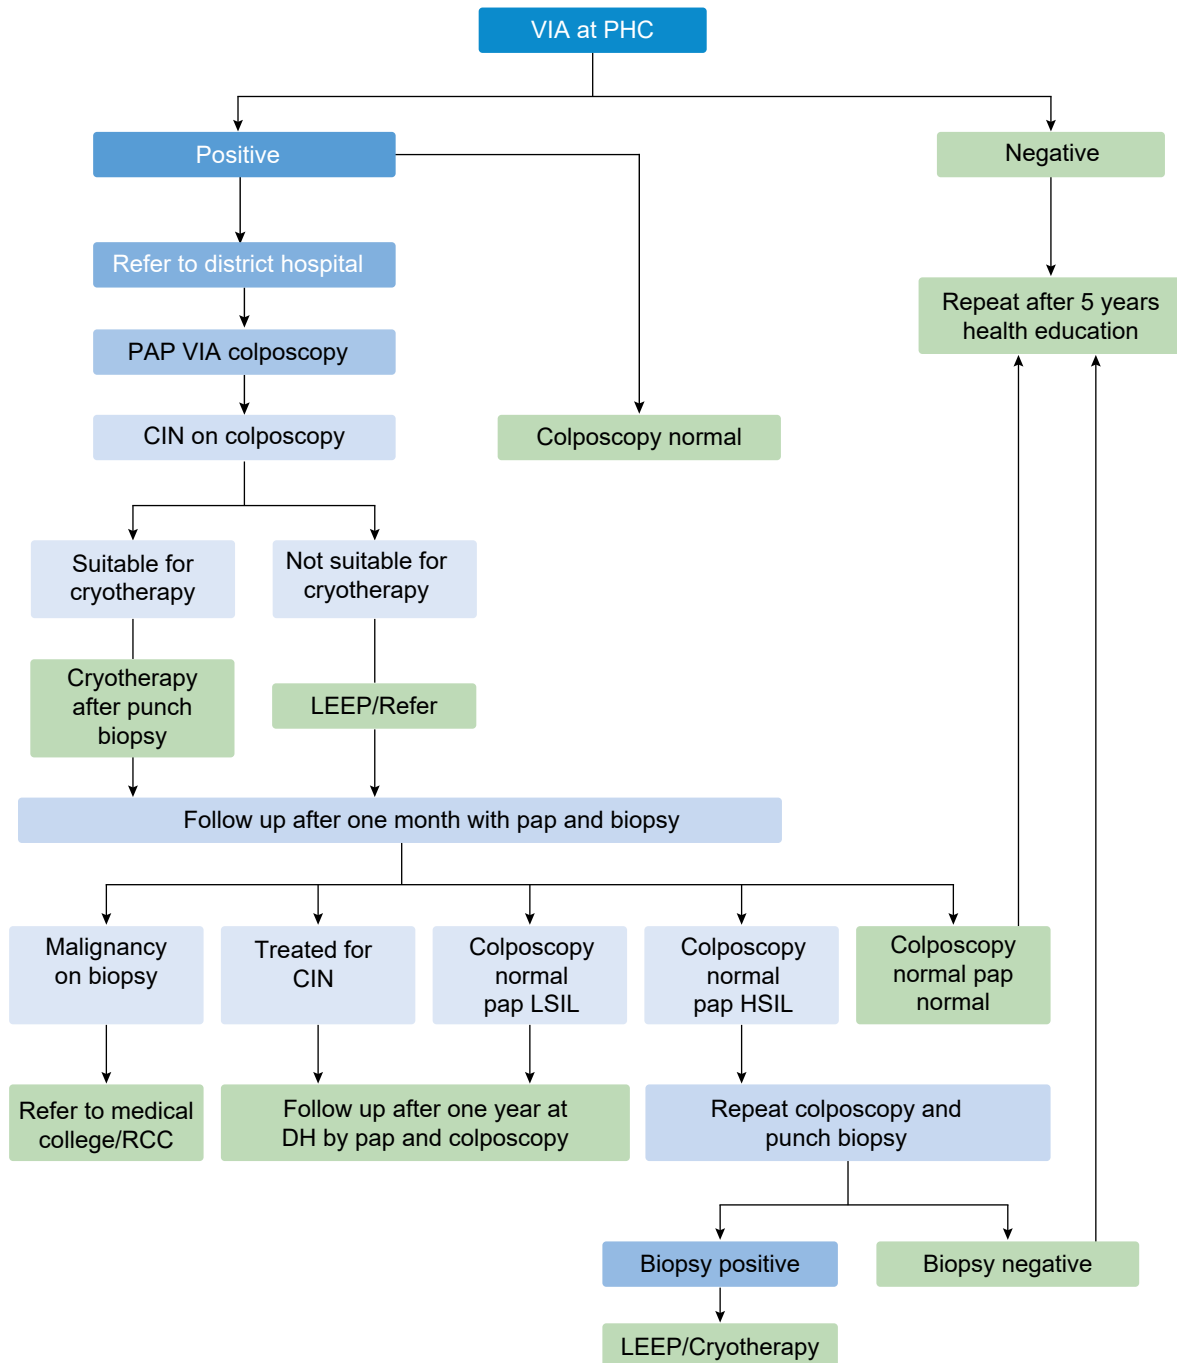 VIA at PHC
Positive
Negative
Refer to district hospital
Repeat after 5 years
health education
PAP VIA colposcopy
CIN on colposcopy
Colposcopy normal
Suitable for
cryotherapy
Not suitable for
cryotherapy
Cryotherapy
after punch
biopsy
LEEP/Refer
Follow up after one month with pap and biopsy
Malignancy
on biopsy
Treated for
CIN
Colposcopy
normal
pap LSIL
Colposcopy
normal
pap HSIL
Colposcopy
normal pap
normal
Refer to medical
college/RCC
Follow up after one year at
DH by pap and colposcopy
Repeat colposcopy and
punch biopsy
Biopsy positive
Biopsy negative
LEEP/Cryotherapy